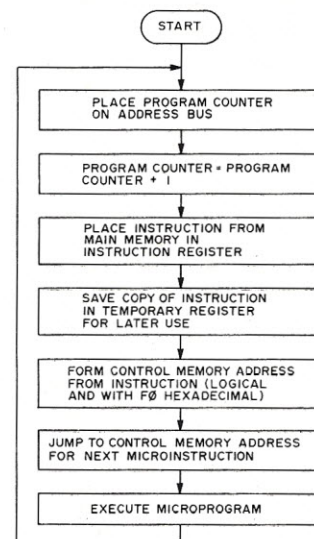 START
PLACE PROGRAM COUNTER
ON ADDRESS BUS
PROGRAM COUNTER = PROGRAM
COUNTER + 1
PLACE INSTRUCTION FROM
MAIN MEMORY IN
INSTRUCTION REGISTER
SAVE COPY OF INSTRUCTION
IN TEMPORARY REGISTER
FOR LATER USE
FORM CONTROL MEMORY ADDRESS
FROM INSTRUCTION (LOGICAL
AND WITH FØ HEXADECIMAL)
JUMP TO CONTROL MEMORY ADDRESS
FOR NEXT MICROINSTRUCTION
EXECUTE MICROPROGRAM